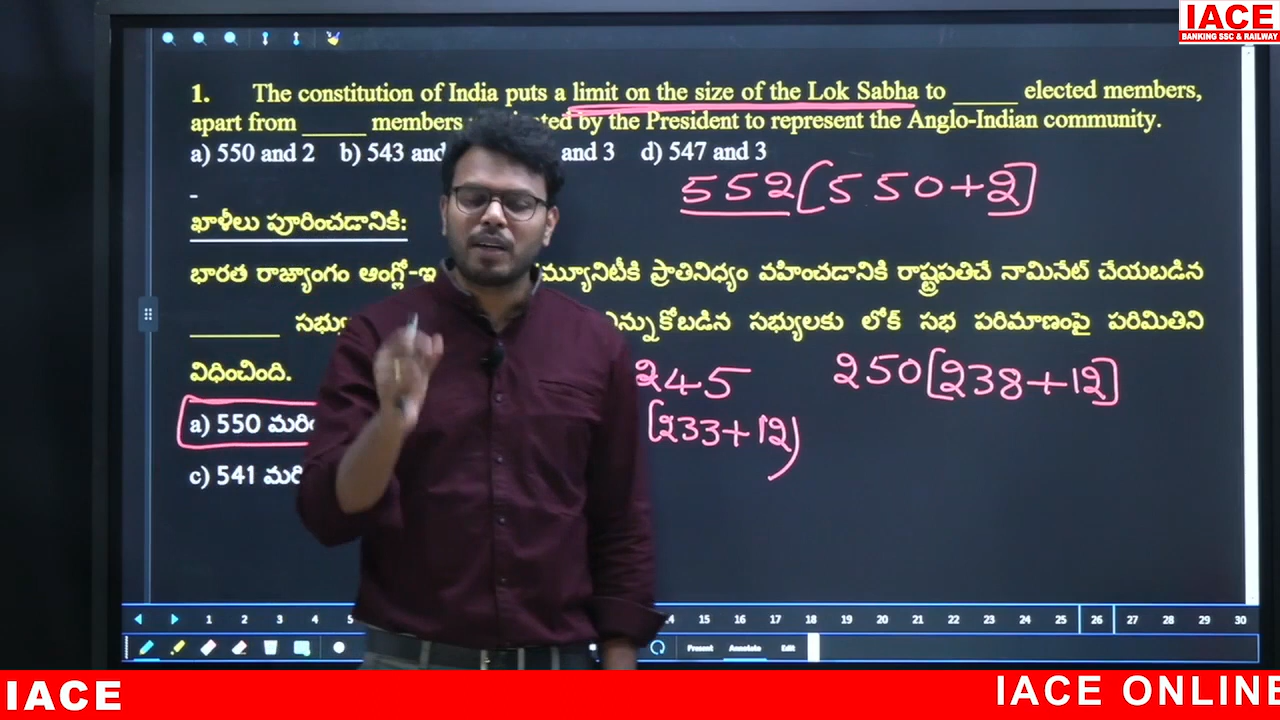 IACE
BANKING SSC & RAILWAY
1. The constitution of India puts a limit on the size of the Lok Sabha to _____ elected members,
apart from _____ members by the President to represent the Anglo-Indian community.
a) 550 and 2 b) 543 and and 3 d) 547 and 3
552[550+2]
-
ఖాళీలు పూరించడానికి:
భారత రాజ్యాంగం ఆంగ్లో-ఇ మ్యూనిటీకి ప్రాతినిధ్యం వహించడానికి రాష్ట్రపతిచే నామినేట్ చేయబడిన
_______ సభ్యు ఎన్నుకోబడిన సభ్యులకు లోక్ సభ పరిమాణంపై పరిమితిని
విధించింది.
245 250[238+12]
a) 550 మరి
[233+12)
c) 541 మరి
1 2 3 4 5 14 15 16 17 18 19 20 21 22 23 24 25 26 27 28 29 30
Present Annotate Edit
IACE IACE ONLINE